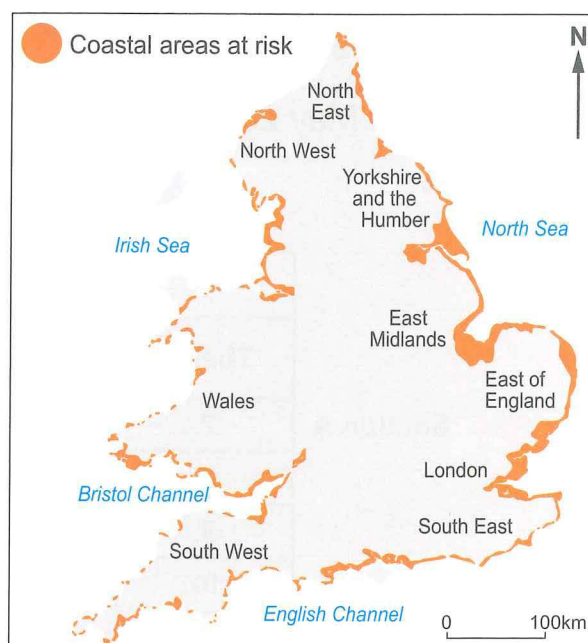 Coastal areas at risk
N
North
East
North West
Yorkshire
and the
Humber
North Sea
Irish Sea
East
Midlands
East of
England
Wales
London
Bristol Channel
South East
South West
English Channel
0 100km